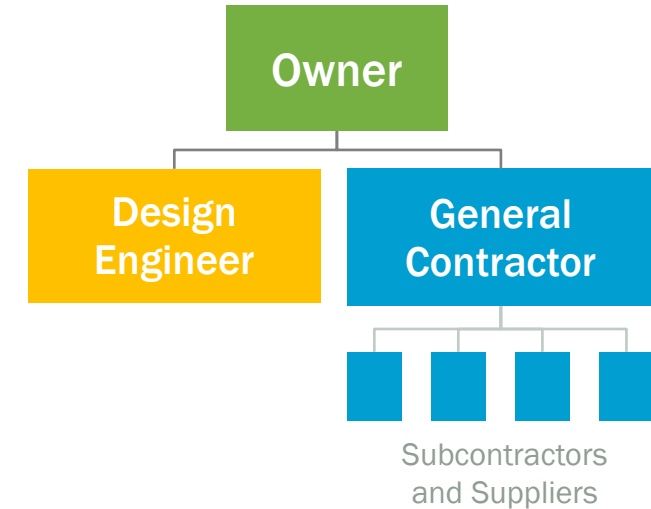 Owner
Design
Engineer
General
Contractor
Subcontractors
and Suppliers